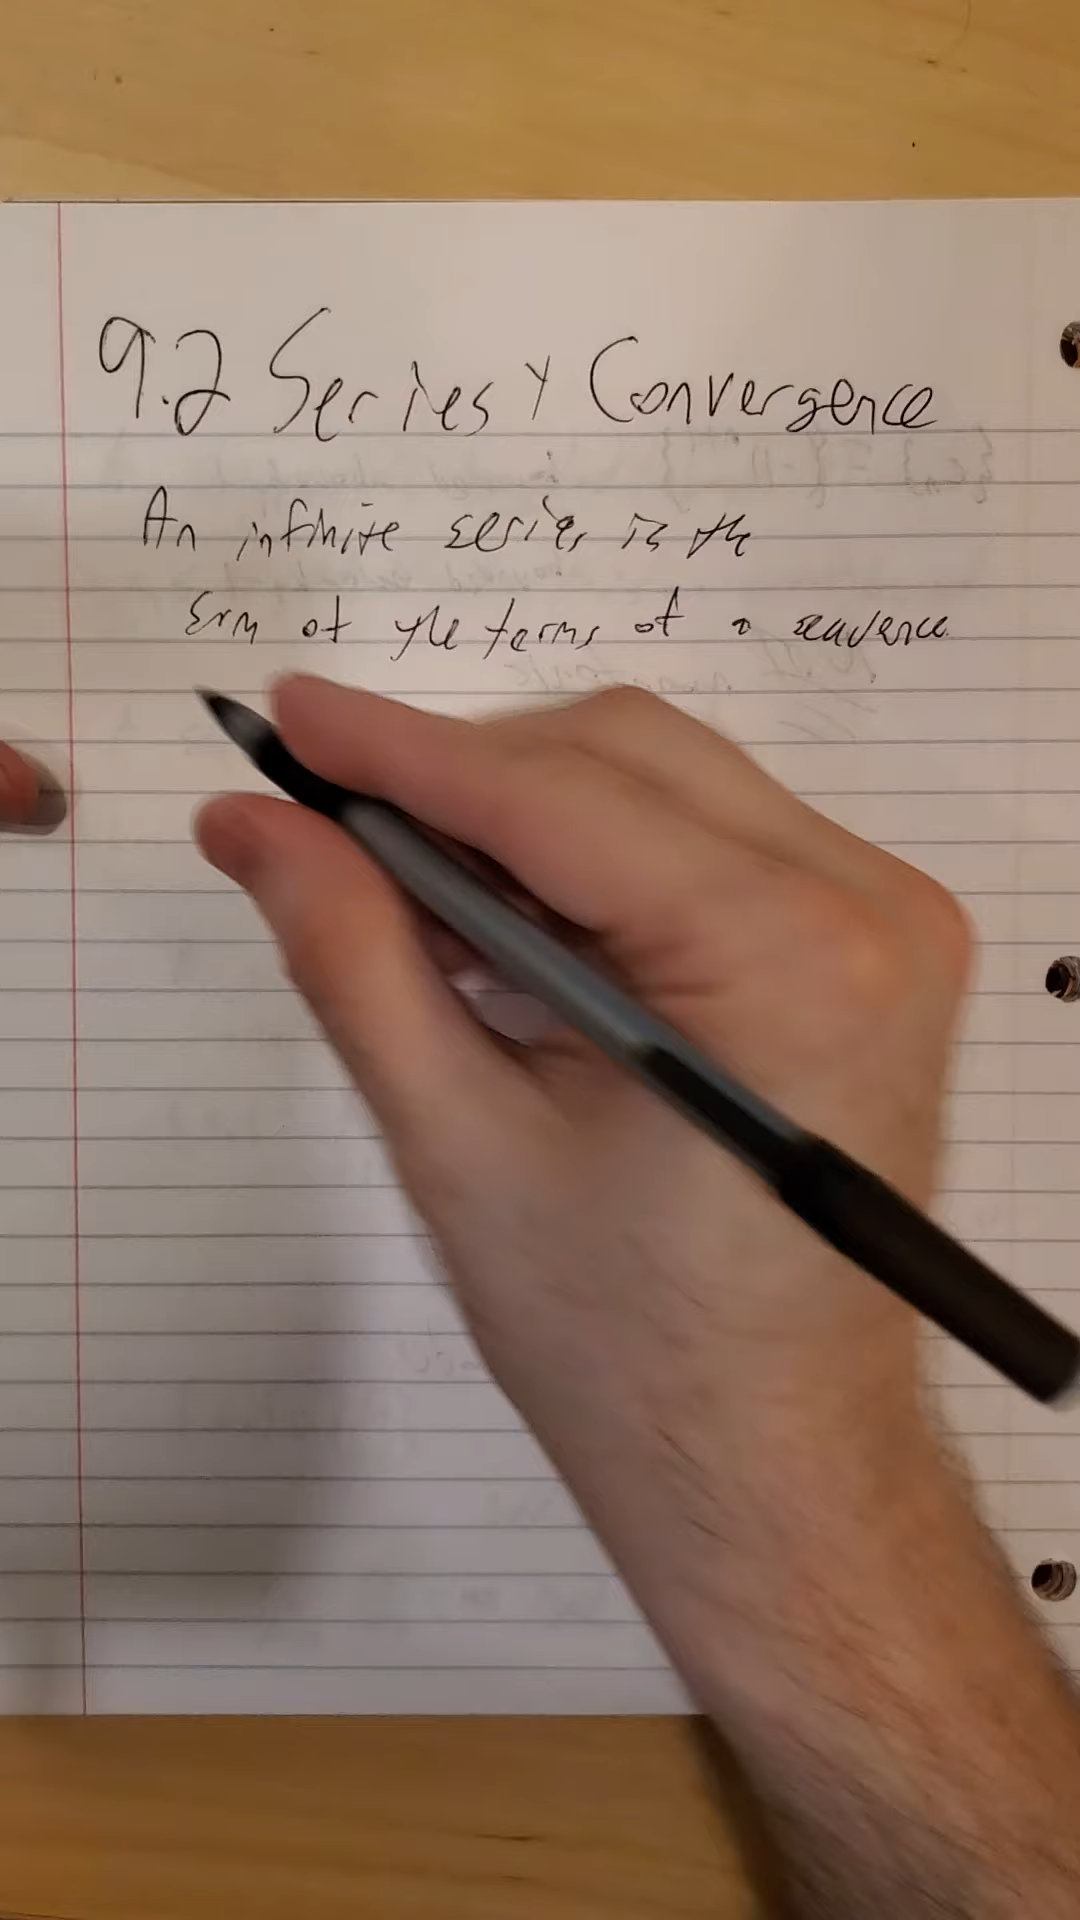 9.2 Series & Convergence
An infinite series is the
sum of the terms of a sequence